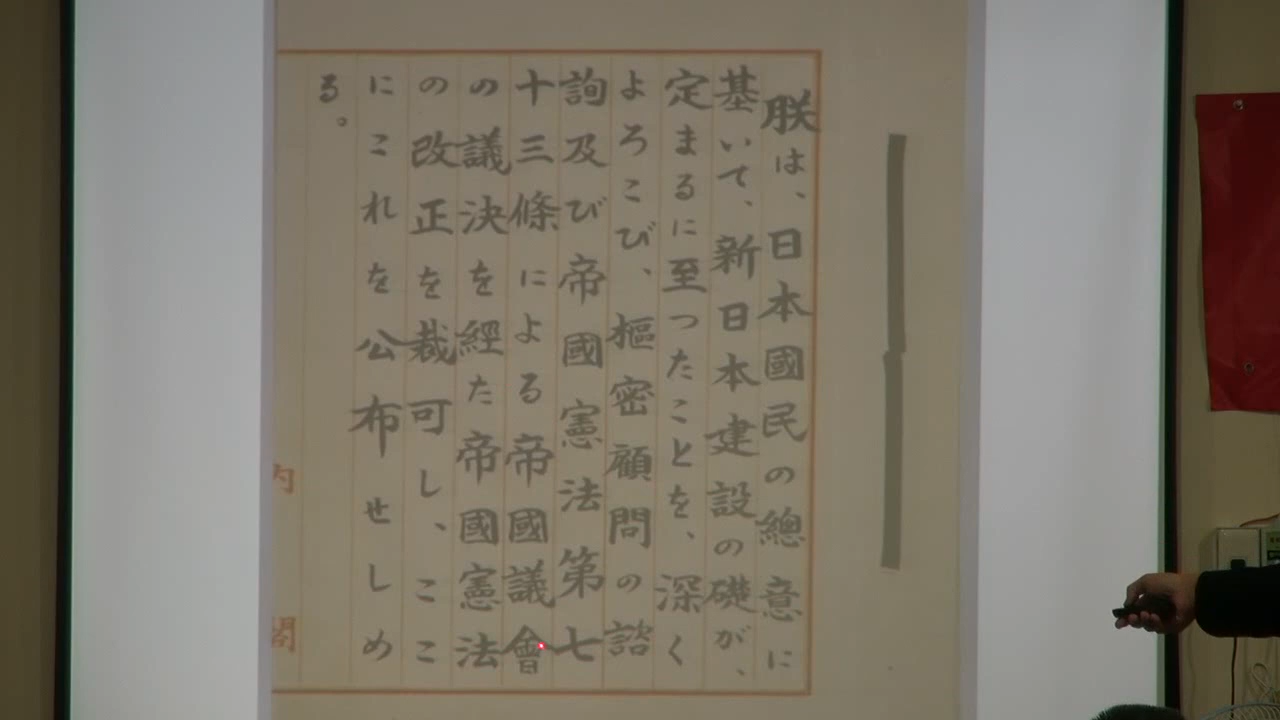 朕は、日本國民の總意に
基いて、新日本建設の礎が、
定まるに至つたことを、深く
よろこび、樞密顧問の諮
詢及び帝國憲法第七
十三條による帝國議會
の議決を經た帝國憲法
の改正を裁可し、ここ
にこれを公布せしめ
る。
内閣